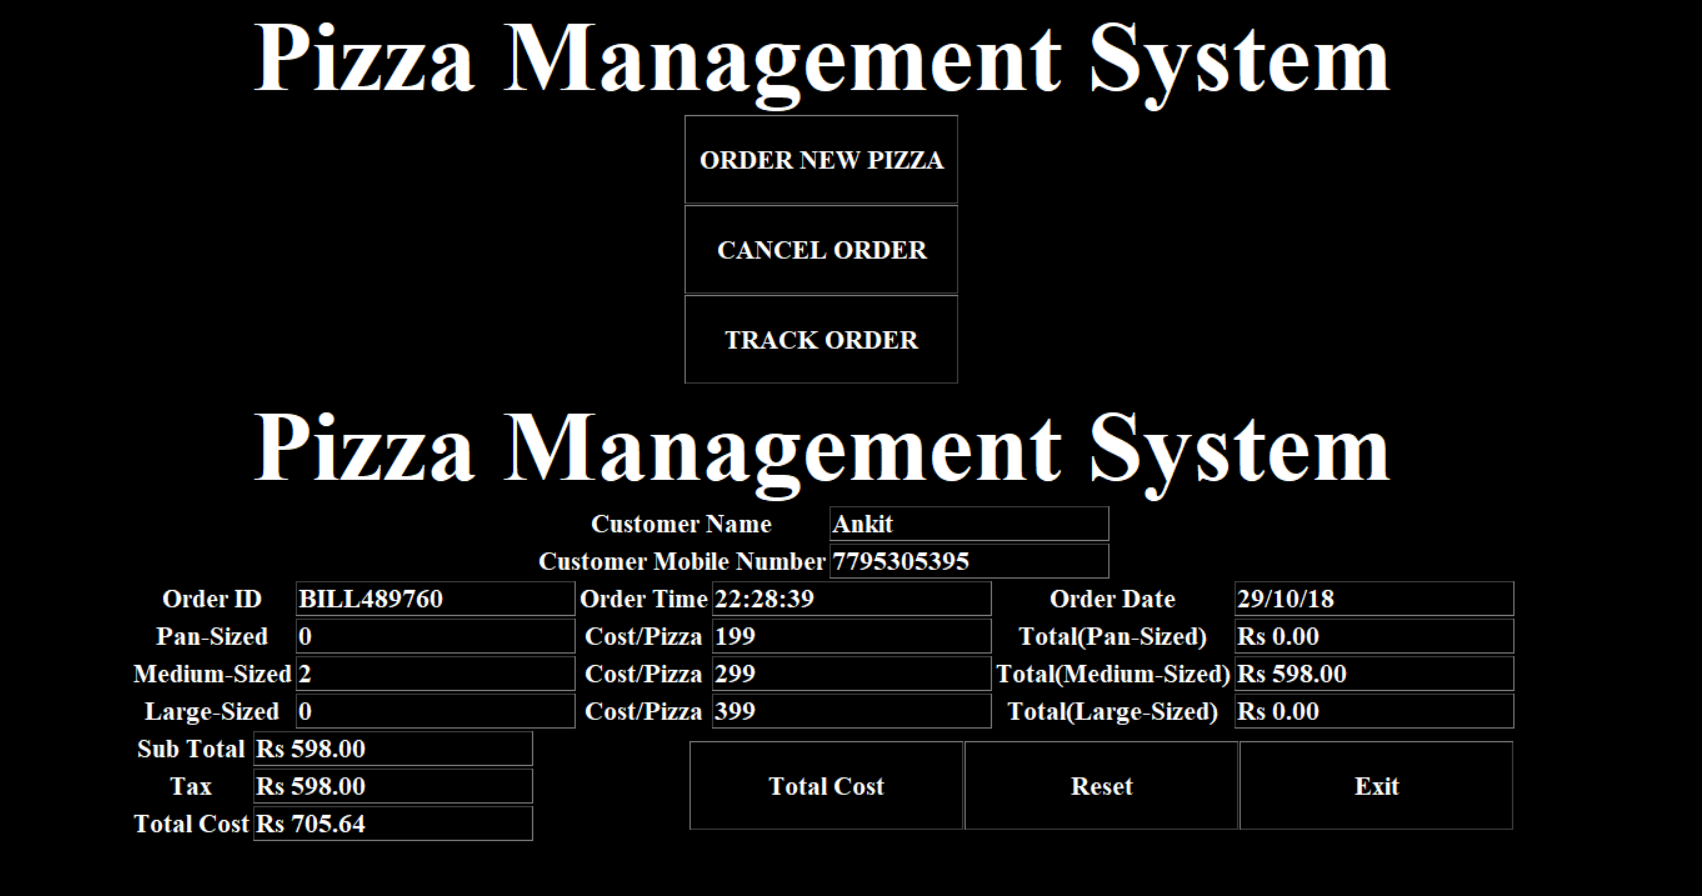 Pizza Management System
ORDER NEW PIZZA
CANCEL ORDER
TRACK ORDER
Pizza Management System
Customer Name Ankit
Customer Mobile Number 7795305395
Order ID BILL489760 Order Time 22:28:39 Order Date 29/10/18
Pan-Sized 0 Cost/Pizza 199 Total(Pan-Sized) Rs 0.00
Medium-Sized 2 Cost/Pizza 299 Total(Medium-Sized) Rs 598.00
Large-Sized 0 Cost/Pizza 399 Total(Large-Sized) Rs 0.00
Sub Total Rs 598.00
Tax Rs 598.00 Total Cost Reset Exit
Total Cost Rs 705.64